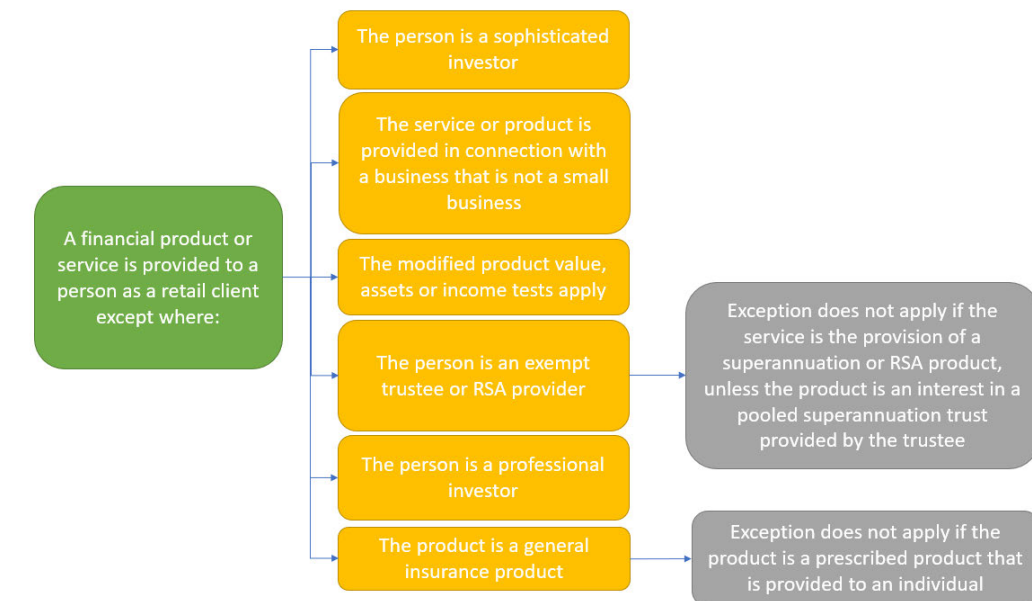 A financial product or
service is provided to a
person as a retail client
except where:
The person is a sophisticated
investor
The service or product is
provided in connection with
a business that is not a small
business
The modified product value,
assets or income tests apply
The person is an exempt
trustee or RSA provider
Exception does not apply if the
service is the provision of a
superannuation or RSA product,
unless the product is an interest in a
pooled superannuation trust
provided by the trustee
The person is a professional
investor
The product is a general
insurance product
Exception does not apply if the
product is a prescribed product that
is provided to an individual